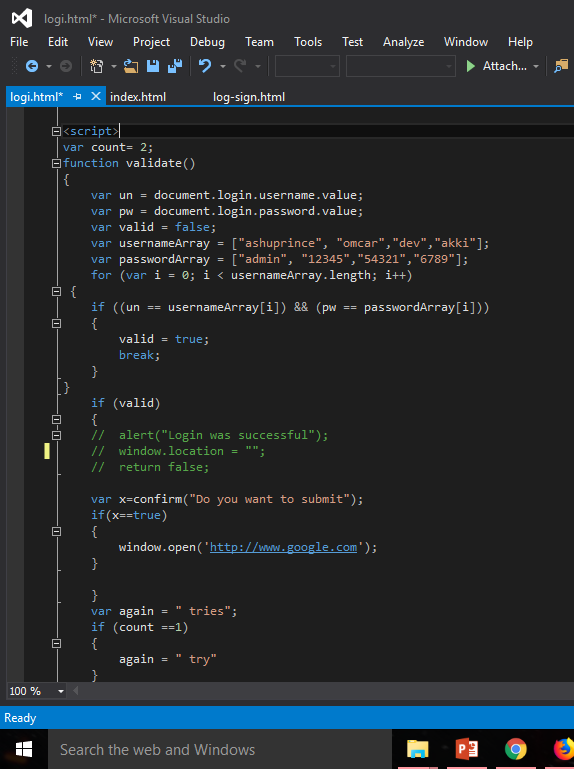 logi.html* - Microsoft Visual Studio
File Edit View Project Debug Team Tools Test Analyze Window Help
Attach...
logi.html* index.html log-sign.html
<script>
var count= 2;
function validate()
{
var un = document.login.username.value;
var pw = document.login.password.value;
var valid = false;
var usernameArray = ["ashuprince", "omcar","dev","akki"];
var passwordArray = ["admin", "12345","54321","6789"];
for (var i = 0; i < usernameArray.length; i++)
{
if ((un == usernameArray[i]) && (pw == passwordArray[i]))
{
valid = true;
break;
}
}
if (valid)
{
// alert("Login was successful");
// window.location = "";
// return false;
var x=confirm("Do you want to submit");
if(x==true)
{
window.open('http://www.google.com');
}
}
var again = " tries";
if (count ==1)
{
again = " try"
}
100 %
Ready
Search the web and Windows